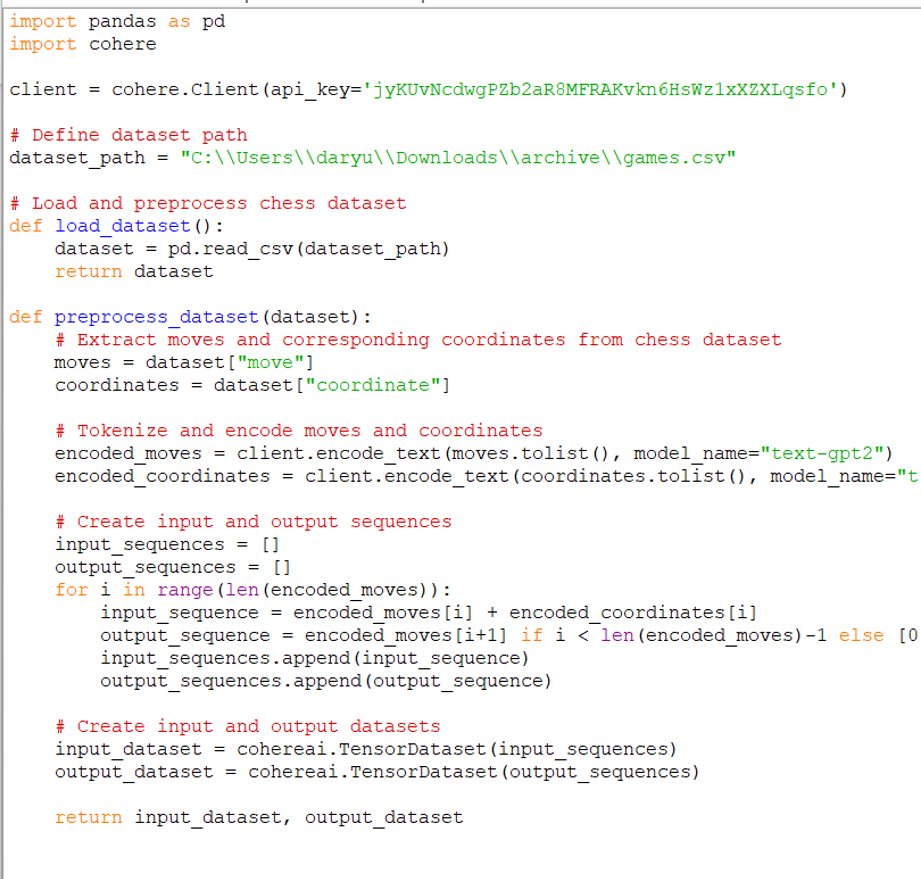 import pandas as pd
import cohere
client = cohere.Client(api_key='jyKUvNcdwgPZb2aR8MFRAKvkn6HsWz1xXZXLqsfo')
# Define dataset path
dataset_path = "C:\\Users\\daryu\\Downloads\\archive\\games.csv"
# Load and preprocess chess dataset
def load_dataset():
    dataset = pd.read_csv(dataset_path)
    return dataset
def preprocess_dataset(dataset):
    # Extract moves and corresponding coordinates from chess dataset
    moves = dataset["move"]
    coordinates = dataset["coordinate"]
    # Tokenize and encode moves and coordinates
    encoded_moves = client.encode_text(moves.tolist(), model_name="text-gpt2")
    encoded_coordinates = client.encode_text(coordinates.tolist(), model_name="t
    # Create input and output sequences
    input_sequences = []
    output_sequences = []
    for i in range(len(encoded_moves)):
        input_sequence = encoded_moves[i] + encoded_coordinates[i]
        output_sequence = encoded_moves[i+1] if i < len(encoded_moves)-1 else [0
        input_sequences.append(input_sequence)
        output_sequences.append(output_sequence)
    # Create input and output datasets
    input_dataset = cohereai.TensorDataset(input_sequences)
    output_dataset = cohereai.TensorDataset(output_sequences)
    return input_dataset, output_dataset